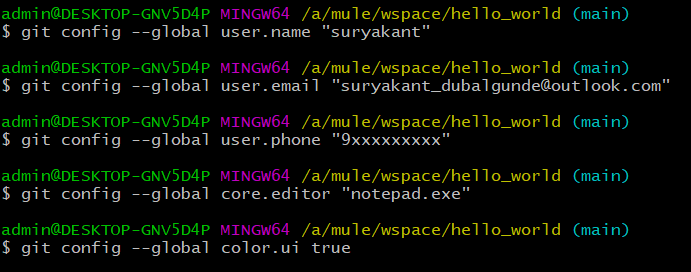 admin@DESKTOP-GNV5D4P MINGW64 /a/mule/wspace/hello_world (main)
$ git config --global user.name "suryakant"
admin@DESKTOP-GNV5D4P MINGW64 /a/mule/wspace/hello_world (main)
$ git config --global user.email "suryakant_dubalgunde@outlook.com"
admin@DESKTOP-GNV5D4P MINGW64 /a/mule/wspace/hello_world (main)
$ git config --global user.phone "9xxxxxxxxx"
admin@DESKTOP-GNV5D4P MINGW64 /a/mule/wspace/hello_world (main)
$ git config --global core.editor "notepad.exe"
admin@DESKTOP-GNV5D4P MINGW64 /a/mule/wspace/hello_world (main)
$ git config --global color.ui true